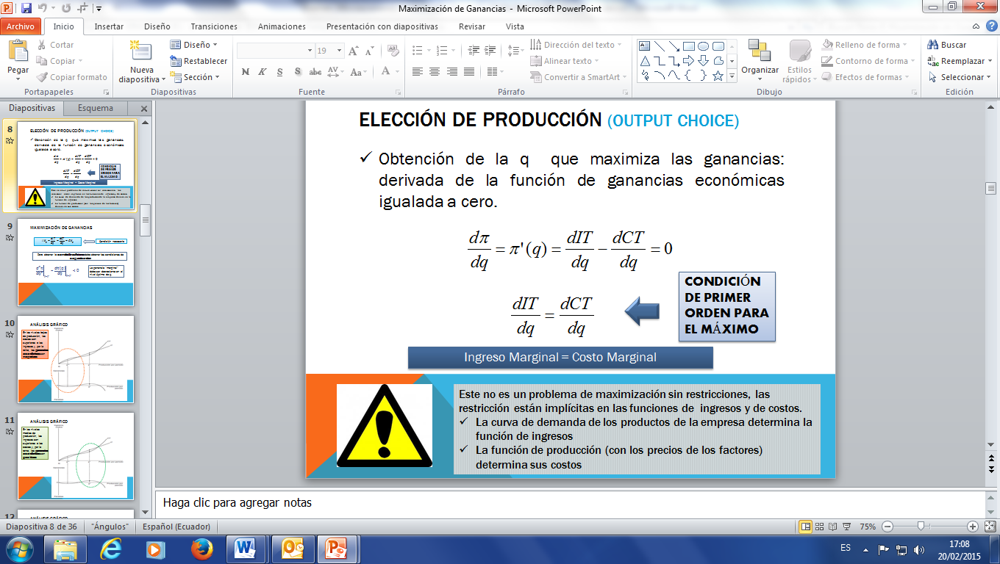 Maximización de Ganancias - Microsoft PowerPoint
Archivo Inicio Insertar Diseño Transiciones Animaciones Presentación con diapositivas Revisar Vista
Pegar
Cortar
Copiar
Copiar formato
Portapapeles
Nueva
diapositiva
Diseño
Restablecer
Sección
Diapositivas
19
N K S S abc AV Aa A
Fuente
Dirección del texto
Alinear texto
Convertir a SmartArt
Párrafo
Organizar
Estilos
rápidos
Relleno de forma
Contorno de forma
Efectos de formas
Dibujo
Buscar
Reemplazar
Seleccionar
Edición
Diapositivas Esquema
8
ELECCIÓN DE PRODUCCIÓN (OUTPUT CHOICE)
9
MAXIMIZACIÓN DE GANANCIAS
Condición necesaria
10
ANÁLISIS GRÁFICO
11
ANÁLISIS GRÁFICO
12
ELECCIÓN DE PRODUCCIÓN (OUTPUT CHOICE)
✓ Obtención de la q que maximiza las ganancias:
derivada de la función de ganancias económicas
igualada a cero.
dπ/dq = π'(q) = dIT/dq − dCT/dq = 0
dIT/dq = dCT/dq
CONDICIÓN
DE PRIMER
ORDEN PARA
EL MÁXIMO
Ingreso Marginal = Costo Marginal
Este no es un problema de maximización sin restricciones, las
restricción están implícitas en las funciones de ingresos y de costos.
✓ La curva de demanda de los productos de la empresa determina la
función de ingresos
✓ La función de producción (con los precios de los factores)
determina sus costos
Haga clic para agregar notas
Diapositiva 8 de 36 "Ángulos" Español (Ecuador) 75%
ES 17:08
20/02/2015